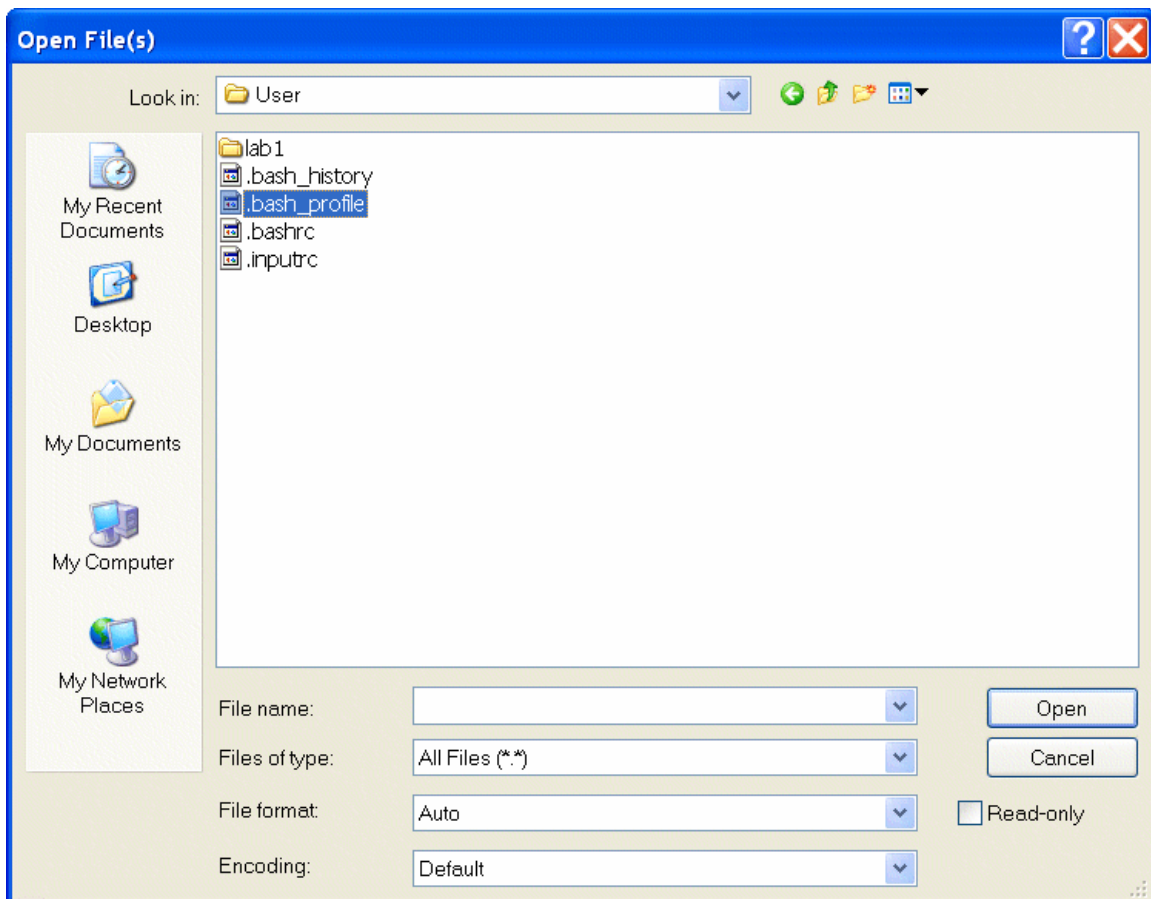 Open File(s)
Look in:
User
My Recent
Documents
Desktop
My Documents
My Computer
My Network
Places
lab1
.bash_history
.bash_profile
.bashrc
.inputrc
File name:
Open
Files of type:
All Files (*.*)
Cancel
File format:
Auto
Read-only
Encoding:
Default